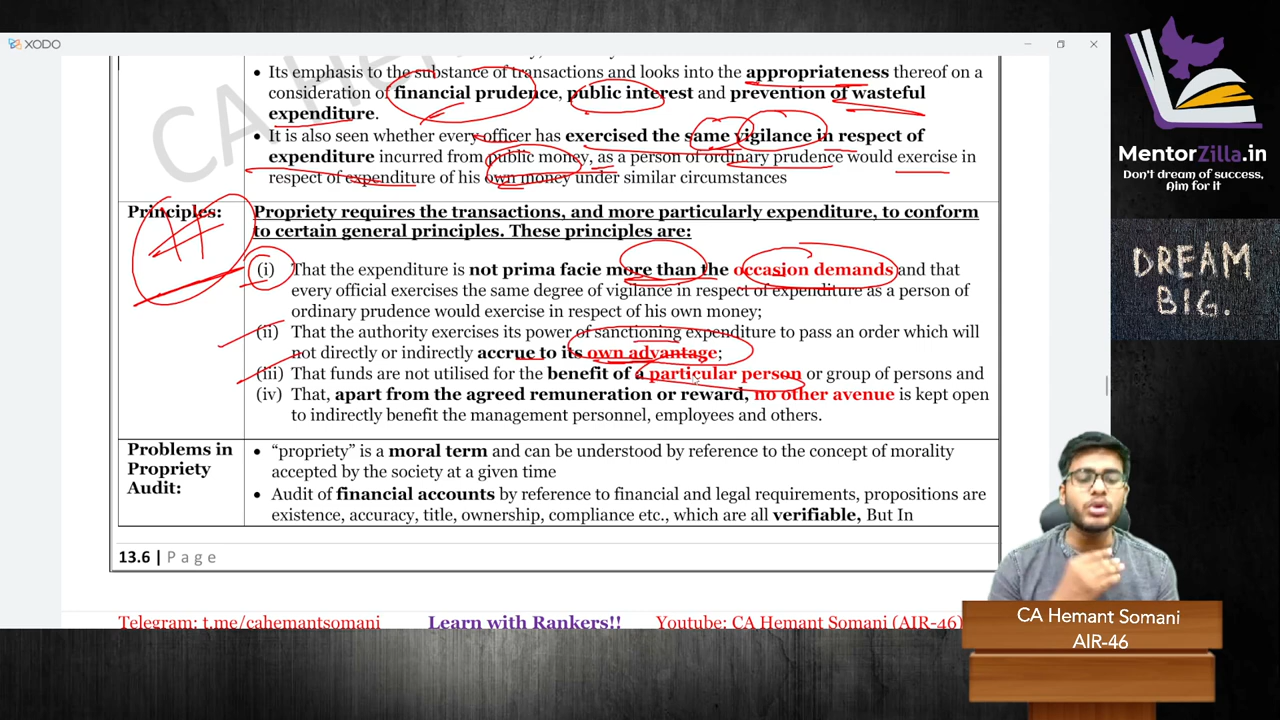 XODO
• Its emphasis to the substance of transactions and looks into the appropriateness thereof on a
consideration of financial prudence, public interest and prevention of wasteful
expenditure.
• It is also seen whether every officer has exercised the same vigilance in respect of
expenditure incurred from public money, as a person of ordinary prudence would exercise in
respect of expenditure of his own money under similar circumstances
Principles:
Propriety requires the transactions, and more particularly expenditure, to conform
to certain general principles. These principles are:
(i) That the expenditure is not prima facie more than the occasion demands and that
every official exercises the same degree of vigilance in respect of expenditure as a person of
ordinary prudence would exercise in respect of his own money;
(ii) That the authority exercises its power of sanctioning expenditure to pass an order which will
not directly or indirectly accrue to its own advantage;
(iii) That funds are not utilised for the benefit of a particular person or group of persons and
(iv) That, apart from the agreed remuneration or reward, no other avenue is kept open
to indirectly benefit the management personnel, employees and others.
Problems in
Propriety
Audit:
• “propriety” is a moral term and can be understood by reference to the concept of morality
accepted by the society at a given time
• Audit of financial accounts by reference to financial and legal requirements, propositions are
existence, accuracy, title, ownership, compliance etc., which are all verifiable, But In
13.6 | Page
Telegram: t.me/cahemantsomani Learn with Rankers!! Youtube: CA Hemant Somani (AIR-46)
CA HEMA
MentorZilla.in
Don't dream of success,
Aim for it
DREAM
BIG.
CA Hemant Somani
AIR-46